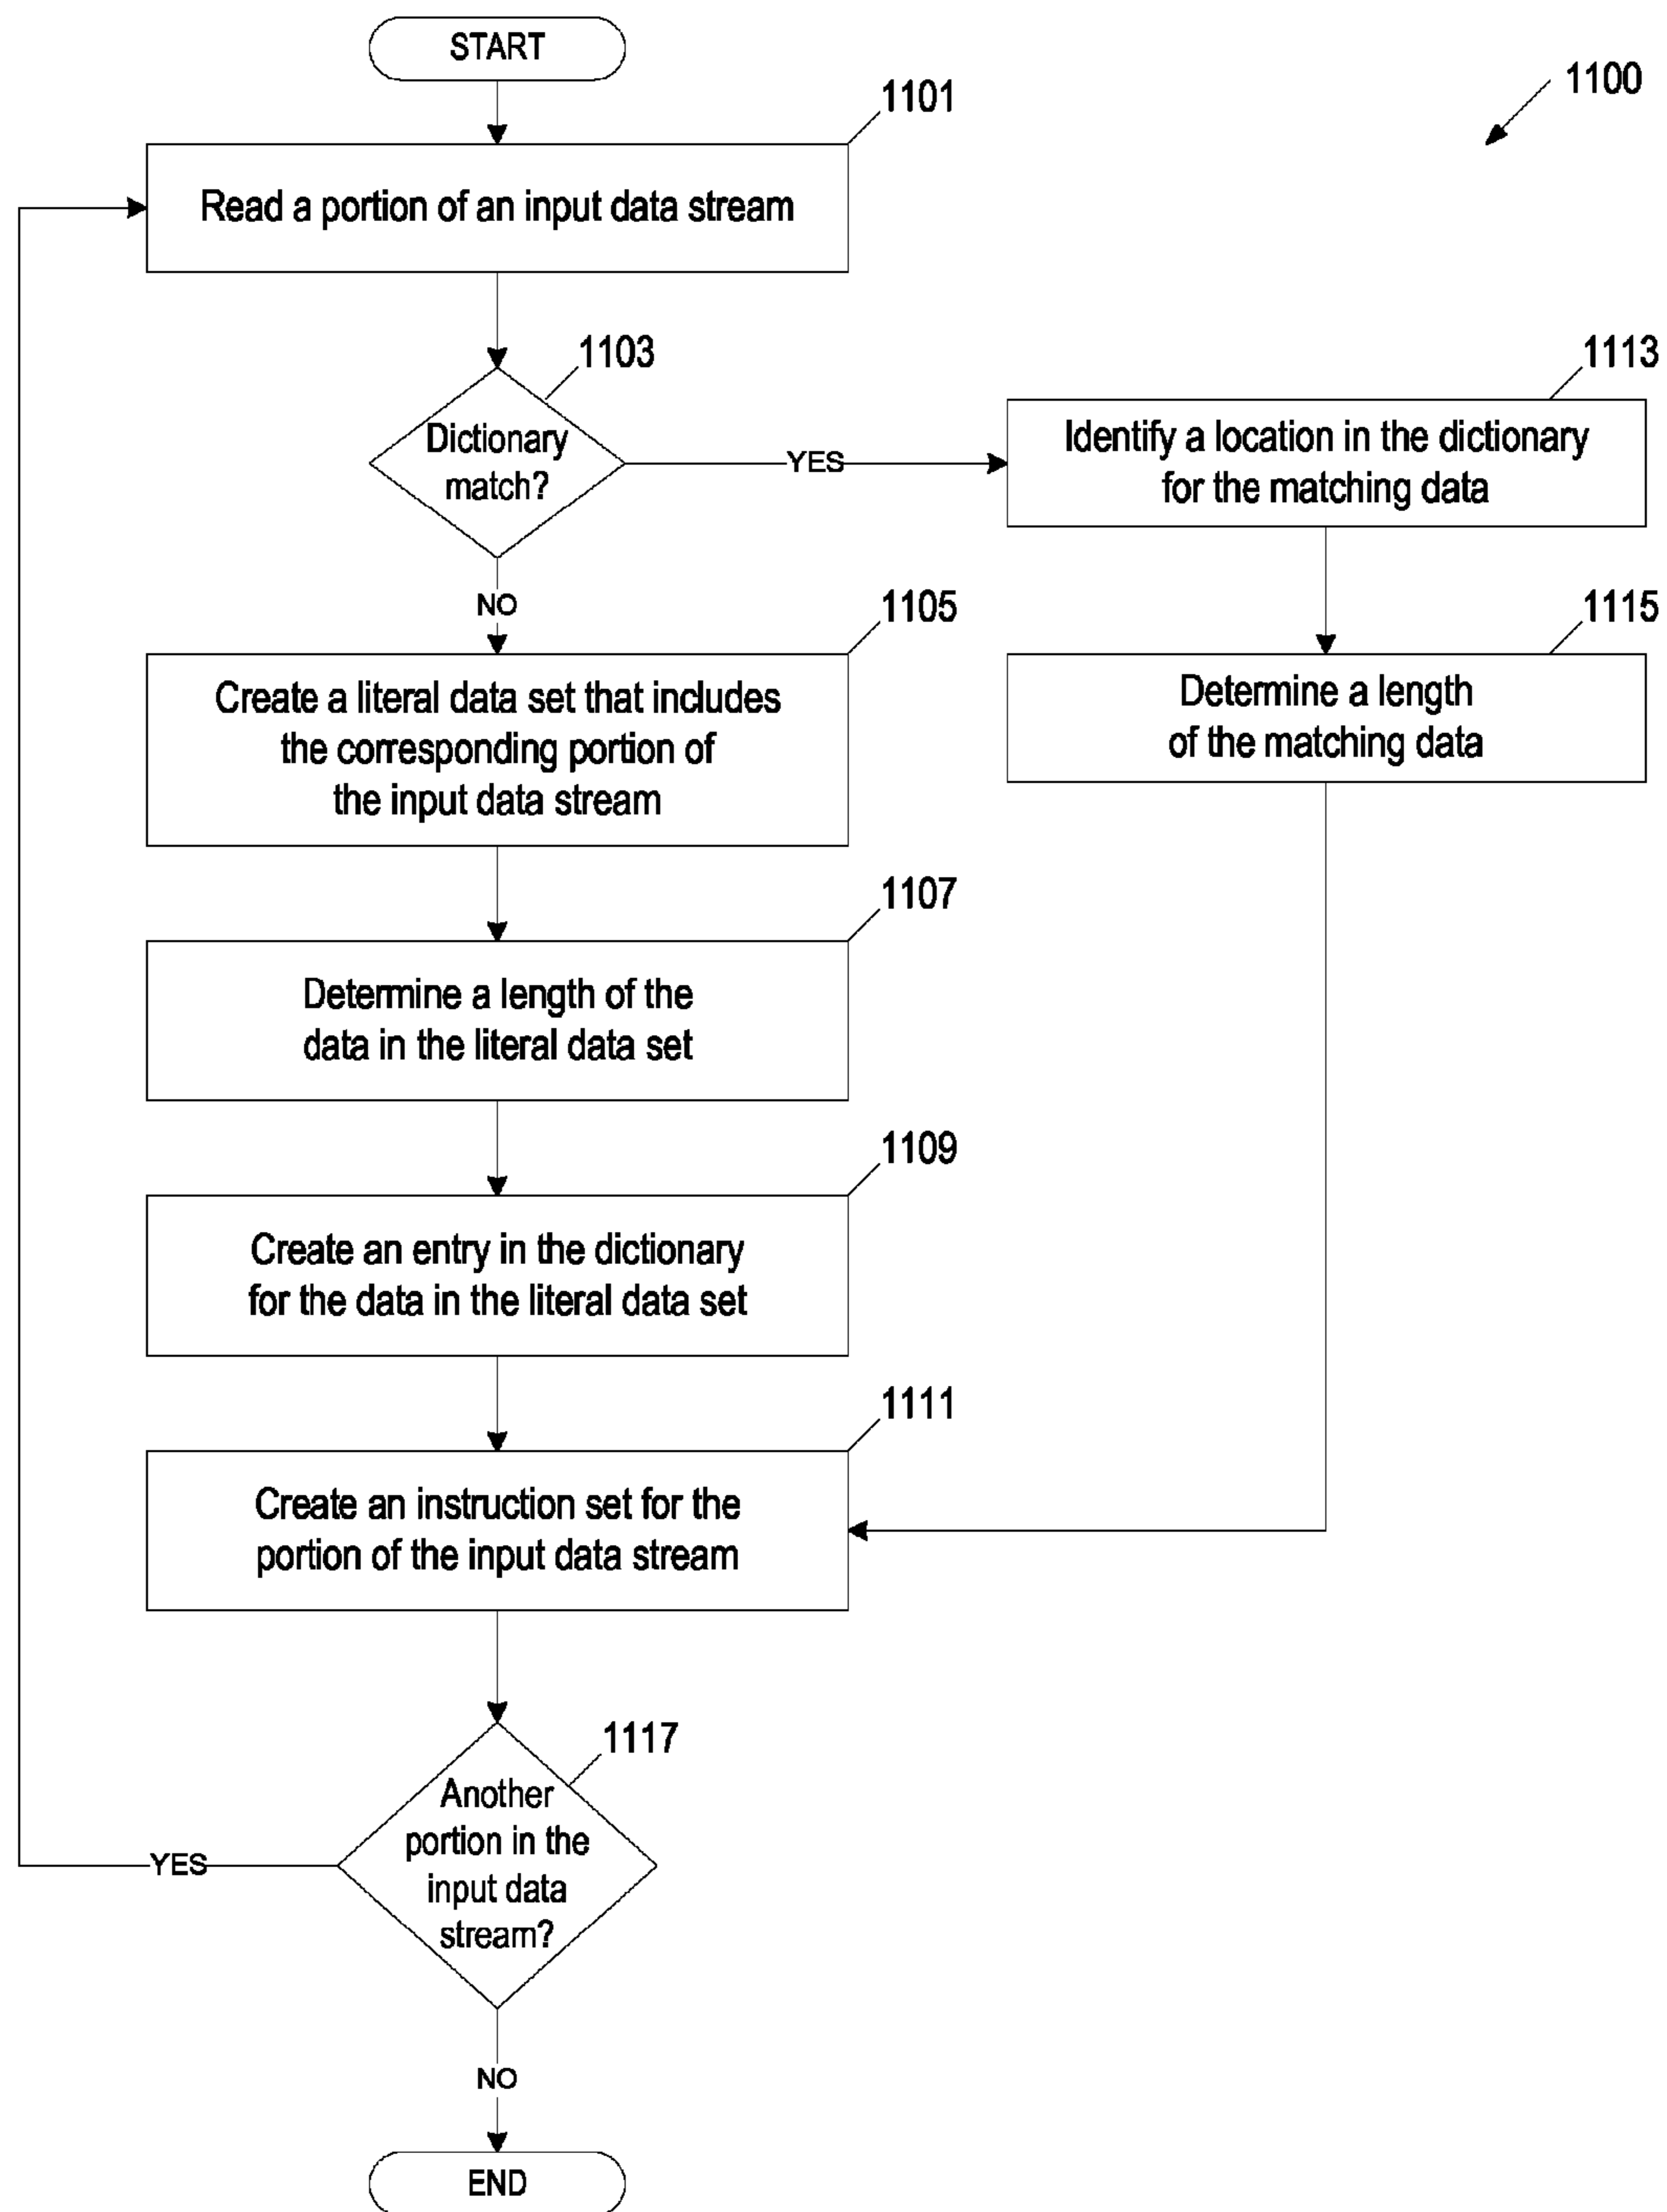 START
1100
1101
Read a portion of an input data stream
1103
Dictionary
match?
YES
1113
Identify a location in the dictionary
for the matching data
NO
1105
Create a literal data set that includes
the corresponding portion of
the input data stream
1115
Determine a length
of the matching data
1107
Determine a length of the
data in the literal data set
1109
Create an entry in the dictionary
for the data in the literal data set
1111
Create an instruction set for the
portion of the input data stream
1117
Another
portion in the
input data
stream?
YES
NO
END